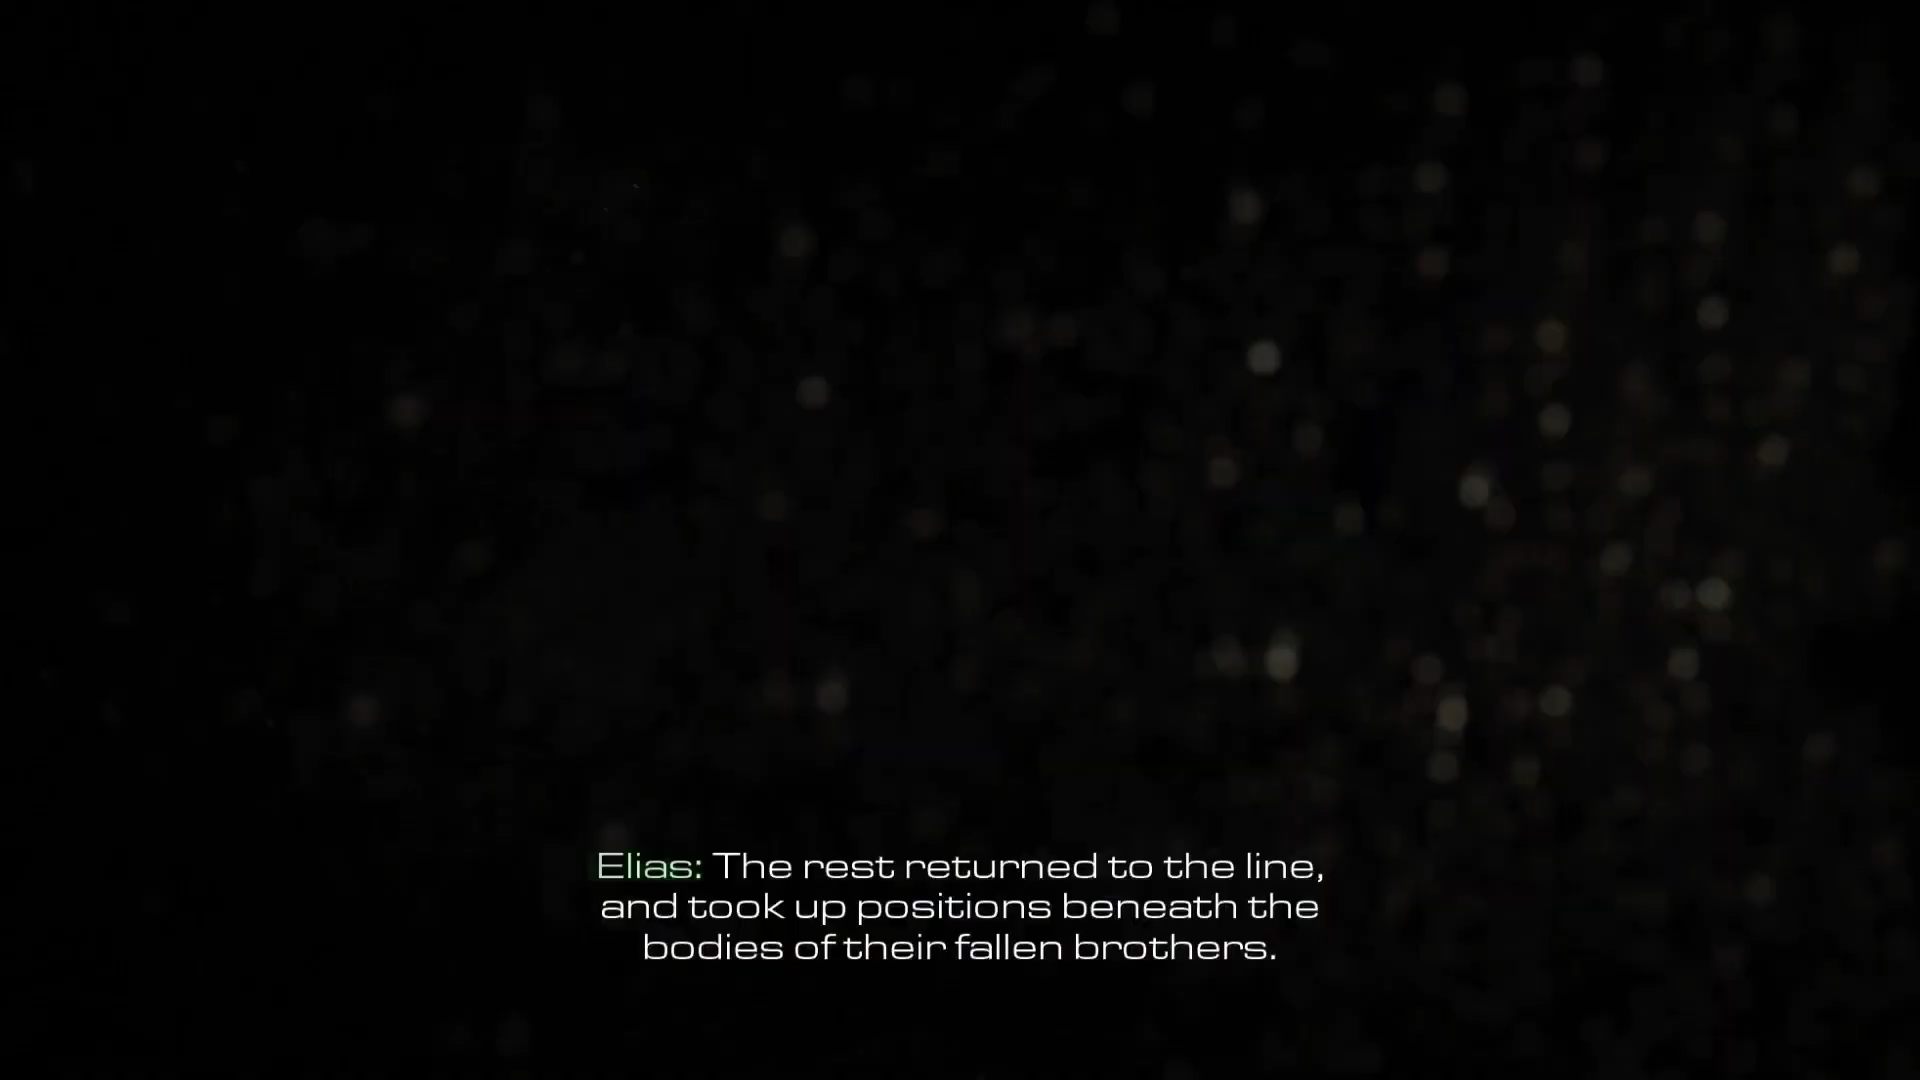 Elias: The rest returned to the line,
and took up positions beneath the
bodies of their fallen brothers.